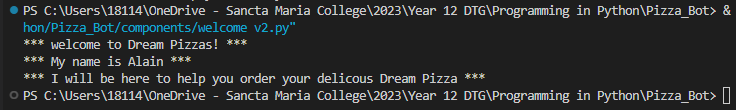 PS C:\Users\18114\OneDrive - Sancta Maria College\2023\Year 12 DTG\Programming in Python\Pizza_Bot> &
hon/Pizza_Bot/components/welcome v2.py"
*** welcome to Dream Pizzas! ***
*** My name is Alain ***
*** I will be here to help you order your delicous Dream Pizza ***
PS C:\Users\18114\OneDrive - Sancta Maria College\2023\Year 12 DTG\Programming in Python\Pizza_Bot>